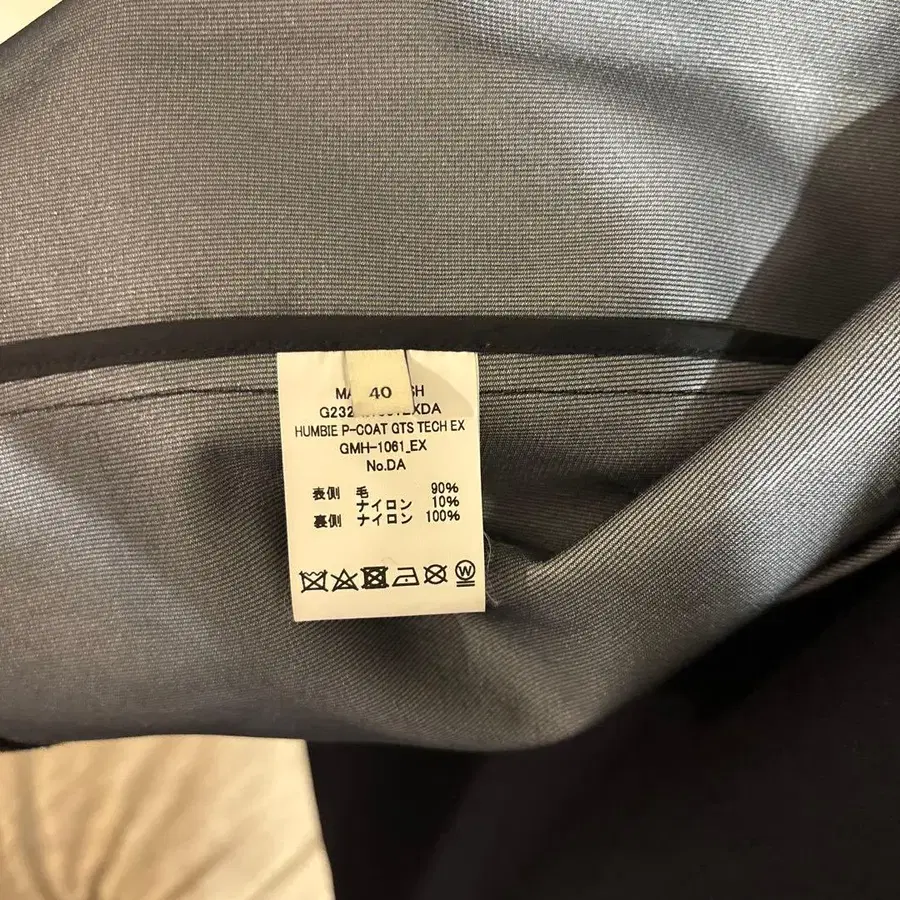 40
HUMBIE P-COAT GTS TECH EX
GMH-1061_EX
No.DA
表側 毛 90%
ナイロン 10%
裏側 ナイロン 100%
W